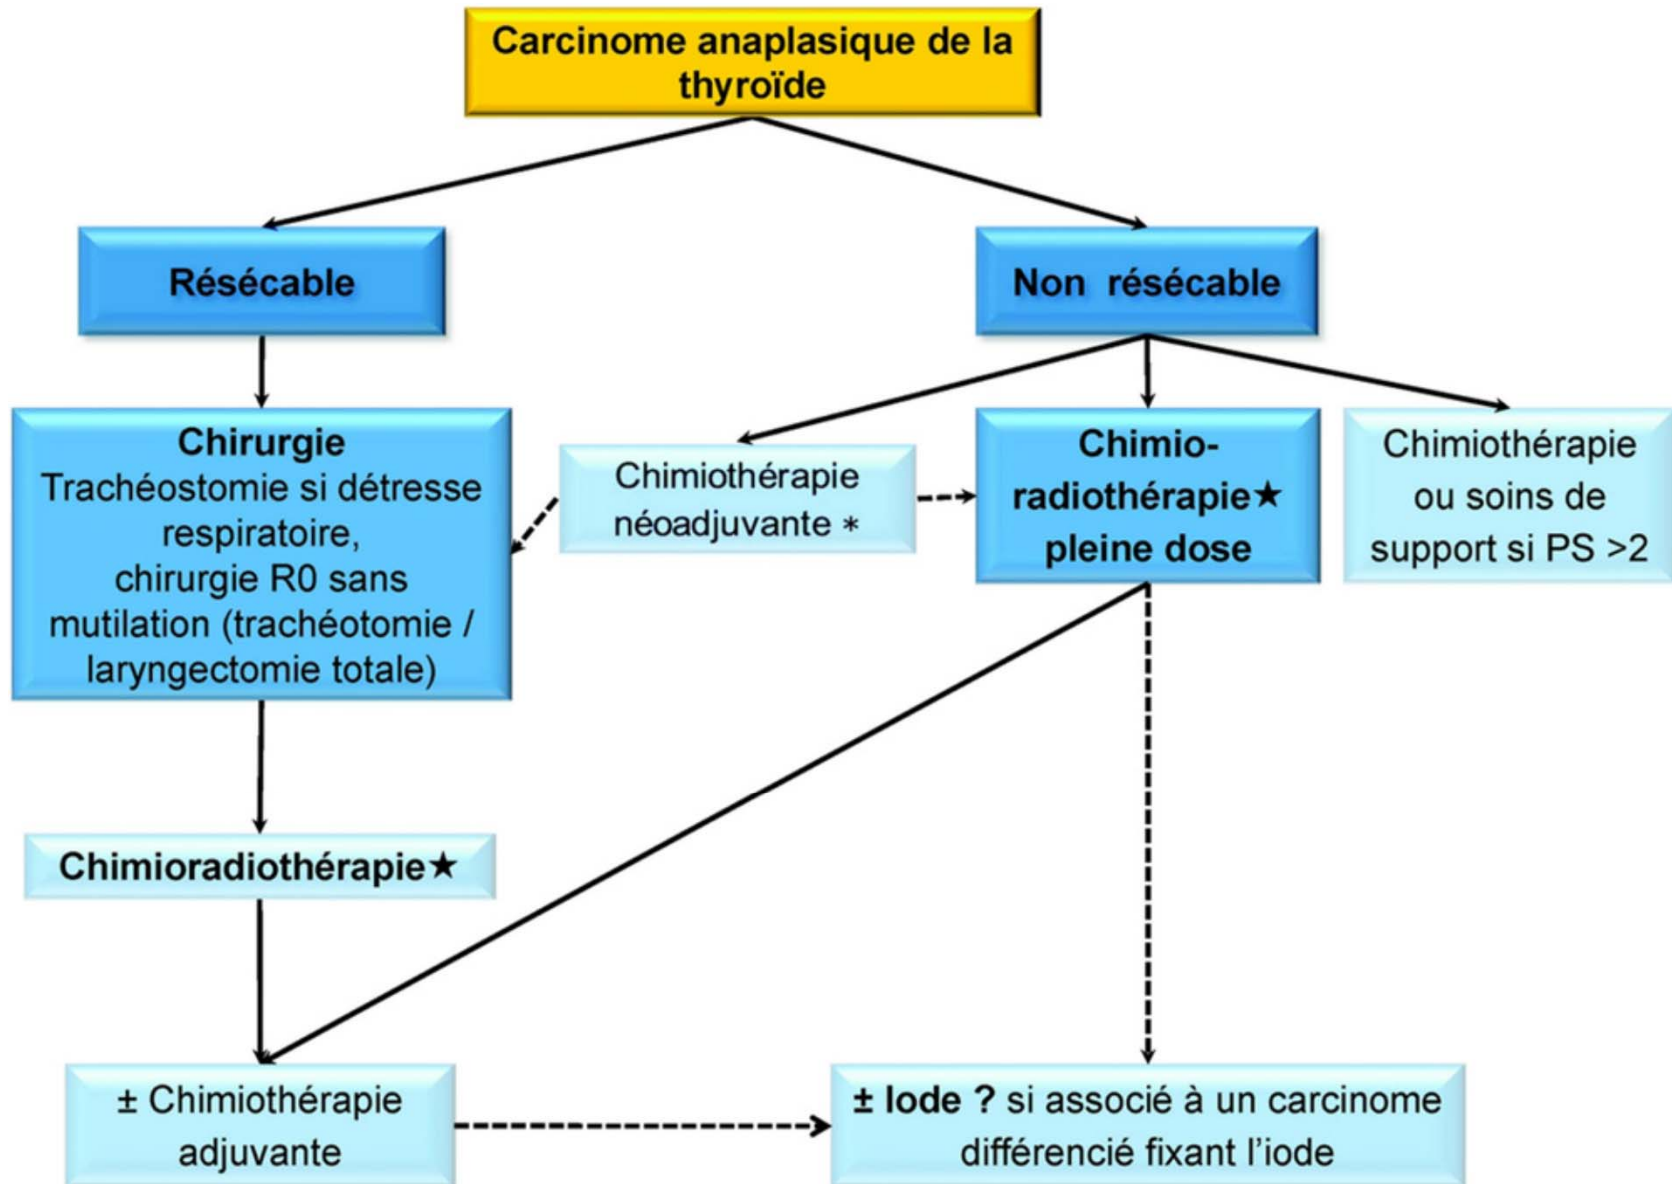 Carcinome anaplasique de la
thyroïde
Résécable
Non résécable
Chirurgie
Trachéostomie si détresse
respiratoire,
chirurgie R0 sans
mutilation (trachéotomie /
laryngectomie totale)
Chimiothérapie
néoadjuvante *
Chimio-
radiothérapie★
pleine dose
Chimiothérapie
ou soins de
support si PS >2
Chimioradiothérapie★
± Chimiothérapie
adjuvante
± Iode ? si associé à un carcinome
différencié fixant l'iode